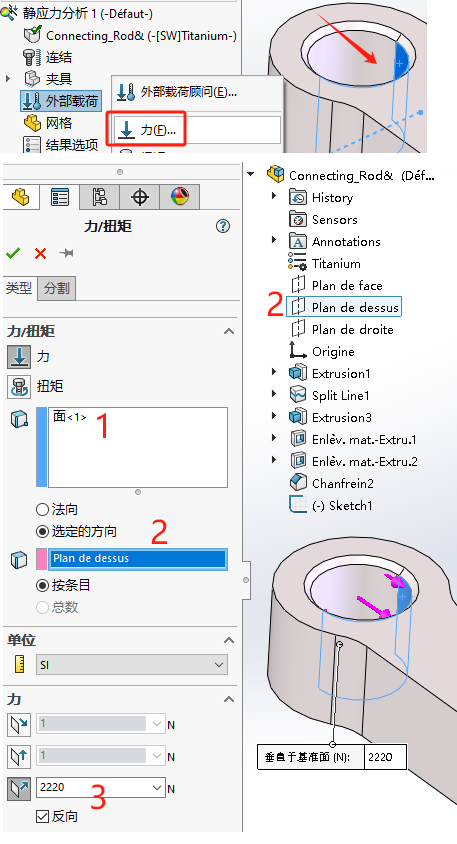 静应力分析 1 (-Défaut-)
Connecting_Rod& (-[SW]Titanium-)
连结
夹具
外部载荷
网格
结果选项
外部载荷顾问(E)...
力(F)...
力/扭矩
类型
分割
力/扭矩
力
扭矩
面<1>
1
法向
选定的方向
2
Plan de dessus
按条目
总数
单位
SI
力
1
N
1
N
2220
N
3
反向
Connecting_Rod& (Déf...
History
Sensors
Annotations
Titanium
Plan de face
2
Plan de dessus
Plan de droite
Origine
Extrusion1
Split Line1
Extrusion3
Enlèv. mat.-Extru.1
Enlèv. mat.-Extru.2
Chanfrein2
(-) Sketch1
垂直于基准面 (N):
2220